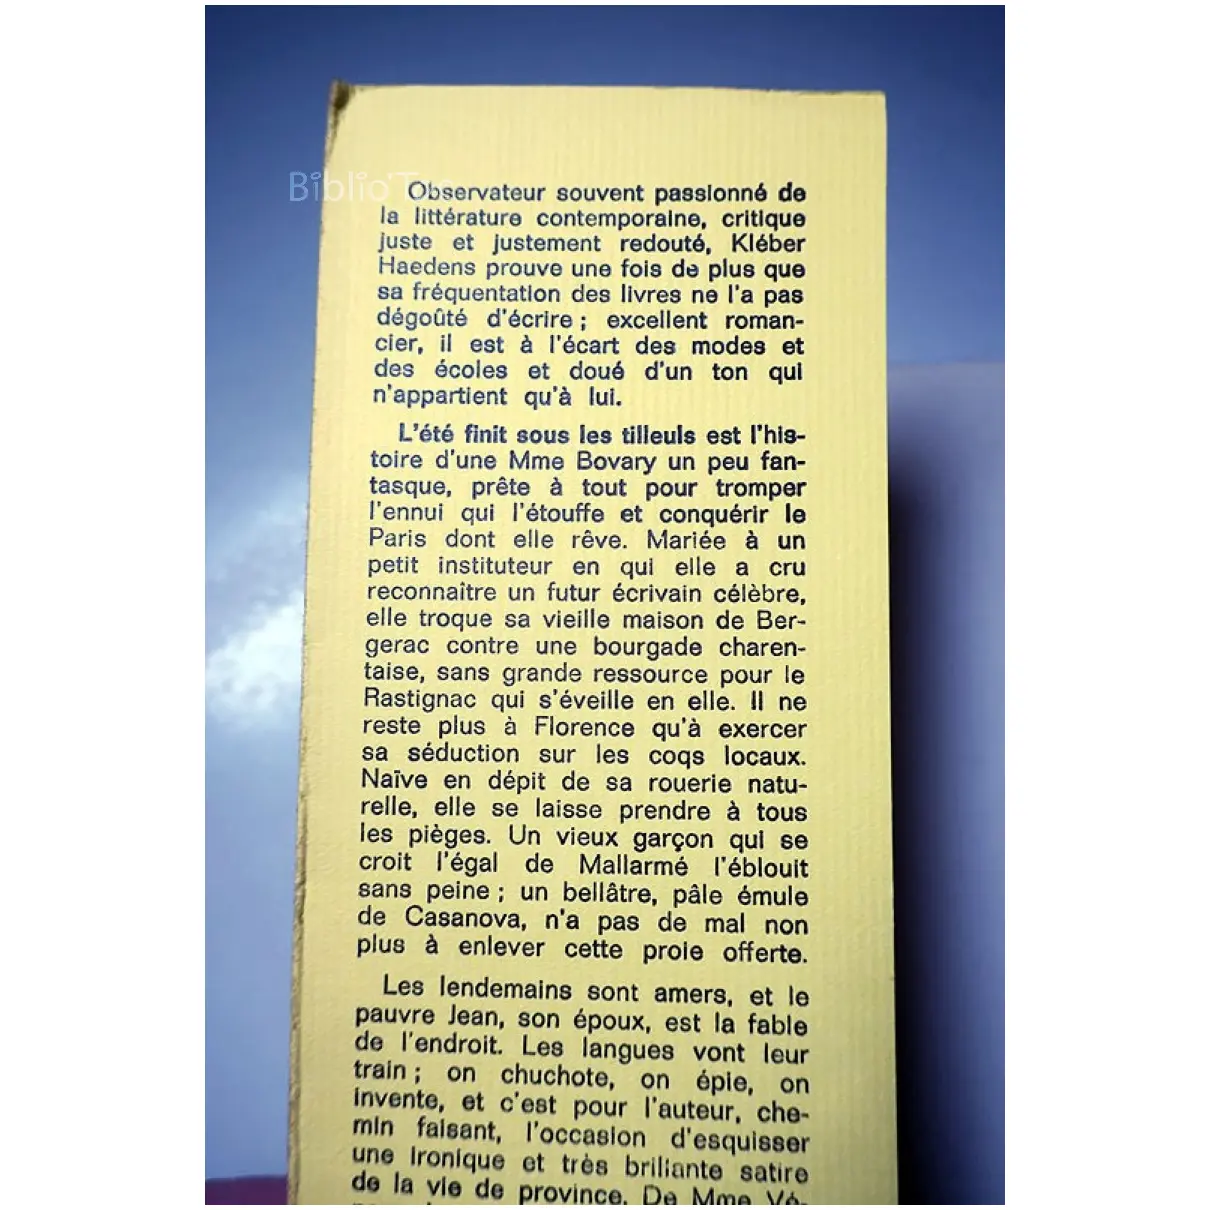 Observateur souvent passionné de
la littérature contemporaine, critique
juste et justement redouté, Kléber
Haedens prouve une fois de plus que
sa fréquentation des livres ne l'a pas
dégoûté d'écrire ; excellent roman-
cier, il est à l'écart des modes et
des écoles et doué d'un ton qui
n'appartient qu'à lui.
L'été finit sous les tilleuls est l'his-
toire d'une Mme Bovary un peu fan-
tasque, prête à tout pour tromper
l'ennui qui l'étouffe et conquérir le
Paris dont elle rêve. Mariée à un
petit instituteur en qui elle a cru
reconnaître un futur écrivain célèbre,
elle troque sa vieille maison de Ber-
gerac contre une bourgade charen-
taise, sans grande ressource pour le
Rastignac qui s'éveille en elle. Il ne
reste plus à Florence qu'à exercer
sa séduction sur les coqs locaux.
Naïve en dépit de sa rouerie natu-
relle, elle se laisse prendre à tous
les pièges. Un vieux garçon qui se
croit l'égal de Mallarmé l'éblouit
sans peine ; un bellâtre, pâle émule
de Casanova, n'a pas de mal non
plus à enlever cette proie offerte.
Les lendemains sont amers, et le
pauvre Jean, son époux, est la fable
de l'endroit. Les langues vont leur
train ; on chuchote, on épie, on
invente, et c'est pour l'auteur, che-
min faisant, l'occasion d'esquisser
une ironique et très brillante satire
de la vie de province. De Mme Vé-